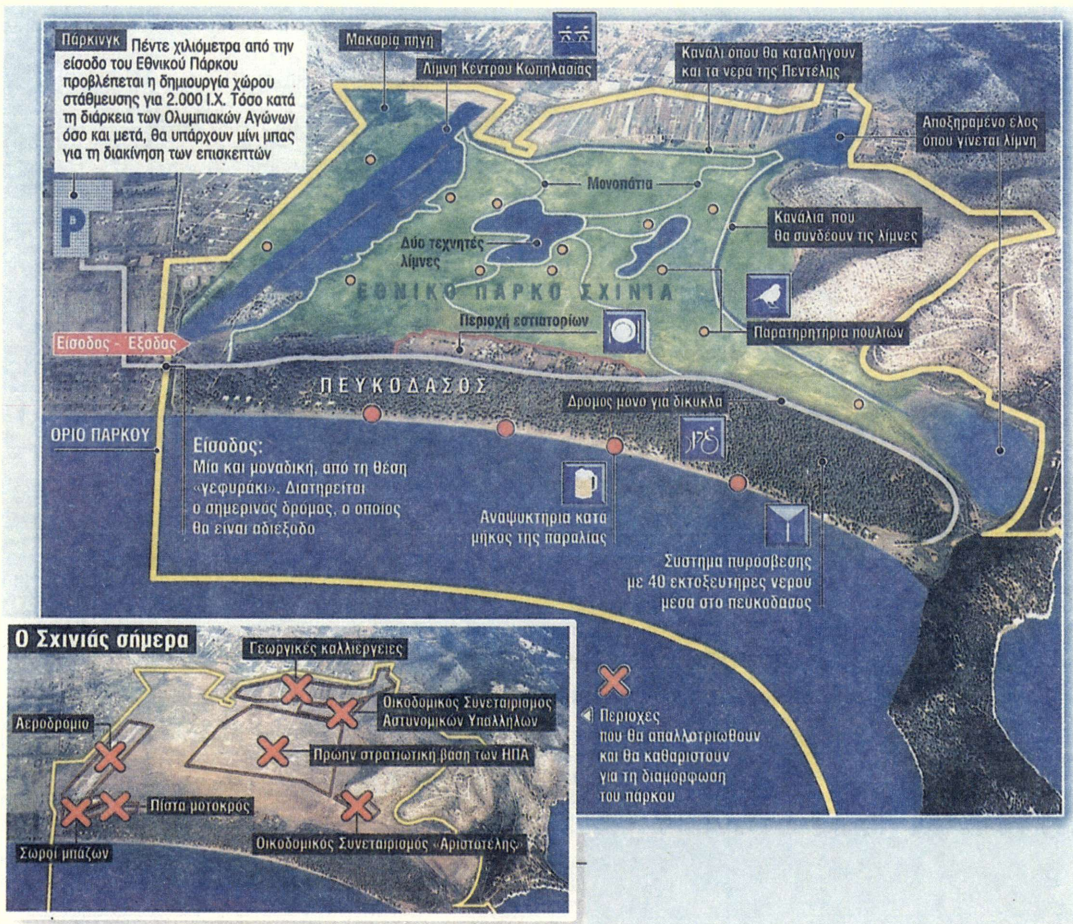 Πάρκινγκ
Πέντε χιλιόμετρα από την
είσοδο του Εθνικού Πάρκου
προβλέπεται η δημιουργία χώρου
στάθμευσης για 2.000 Ι.Χ. Τόσο κατά
τη διάρκεια των Ολυμπιακών Αγώνων
όσο και μετά, θα υπάρχουν μίνι μπας
για τη διακίνηση των επισκεπτών
P
Μακαρία πηγή
Λίμνη Κέντρου Κωπηλασίας
Κανάλι όπου θα καταλήγουν
και τα νερά της Πεντέλης
Αποξηραμένο έλος
όπου γίνεται λίμνη
Μονοπάτια
Δύο τεχνητές
λίμνες
Κανάλια που
θα συνδέουν τις λίμνες
ΕΘΝΙΚΟ ΠΑΡΚΟ ΣΧΙΝΙΑ
Περιοχή εστιατορίων
Παρατηρητήρια πουλιών
Είσοδος - Έξοδος
ΠΕΥΚΟΔΑΣΟΣ
Δρόμος μόνο για δίκυκλα
ΟΡΙΟ ΠΑΡΚΟΥ
Είσοδος:
Μία και μοναδική, από τη θέση
«γεφυράκι». Διατηρείται
ο σημερινός δρόμος, ο οποίος
θα είναι αδιέξοδο
Αναψυκτήρια κατά
μήκος της παραλίας
Σύστημα πυρόσβεσης
με 40 εκτοξευτήρες νερού
μέσα στο πευκοδάσος
Ο Σχινιάς σήμερα
Γεωργικές καλλιέργειες
Οικοδομικός Συνεταιρισμός
Αστυνομικών Υπαλλήλων
Αεροδρόμιο
Πρώην στρατιωτική βάση των ΗΠΑ
Πίστα μοτοκρός
Σωροί μπάζων
Οικοδομικός Συνεταιρισμός «Αριστοτέλης»
Περιοχές
που θα απαλλοτριωθούν
και θα καθαριστούν
για τη διαμόρφωση
του πάρκου